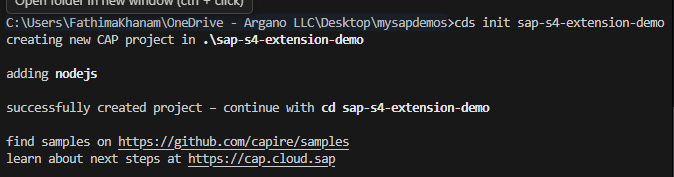 Open folder in new window (ctrl + click)
C:\Users\FathimaKhanam\OneDrive - Argano LLC\Desktop\mysapdemos>cds init sap-s4-extension-demo
creating new CAP project in .\sap-s4-extension-demo
adding nodejs
successfully created project – continue with cd sap-s4-extension-demo
find samples on https://github.com/capire/samples
learn about next steps at https://cap.cloud.sap